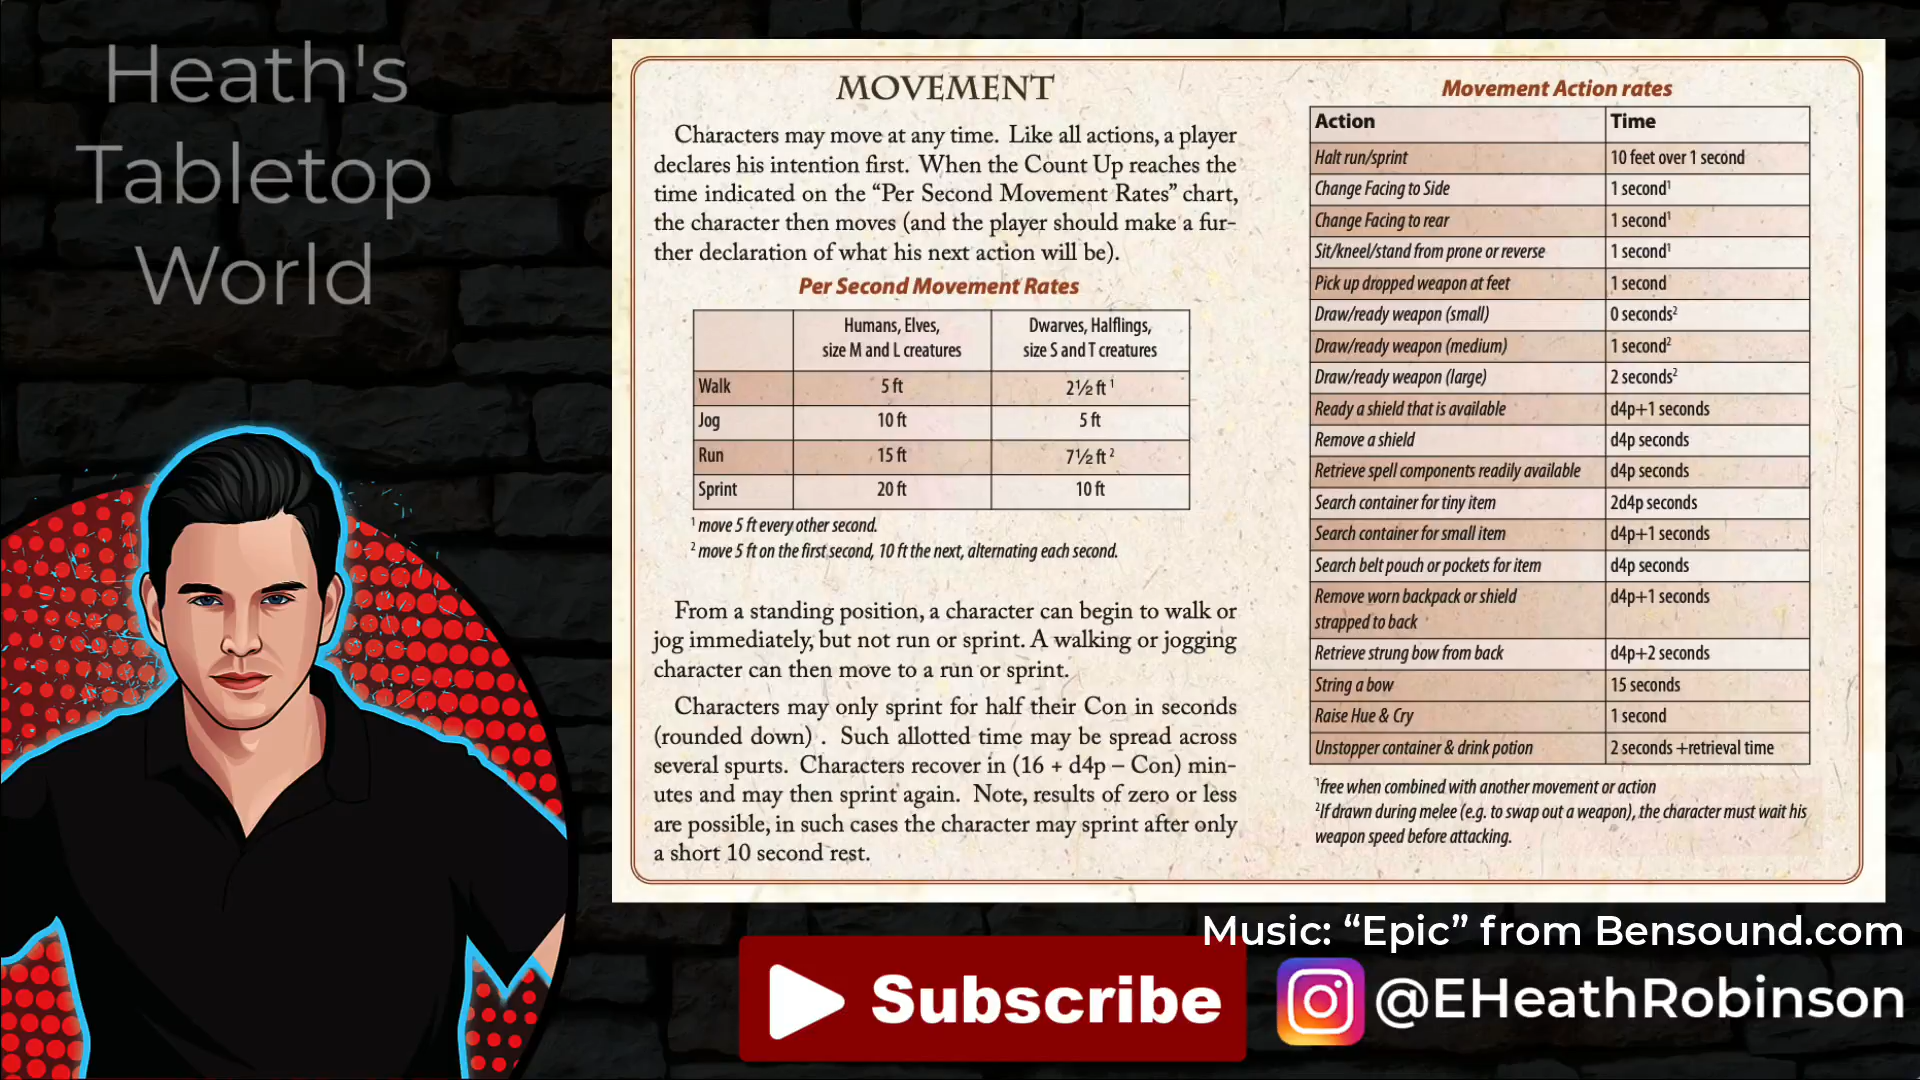 Heath's
Tabletop
World
MOVEMENT
Characters may move at any time. Like all actions, a player
declares his intention first. When the Count Up reaches the
time indicated on the “Per Second Movement Rates” chart,
the character then moves (and the player should make a fur-
ther declaration of what his next action will be).
Per Second Movement Rates
Humans, Elves, size M and L creatures | Dwarves, Halflings, size S and T creatures
Walk 5 ft 2½ ft ¹
Jog 10 ft 5 ft
Run 15 ft 7½ ft ²
Sprint 20 ft 10 ft
¹ move 5 ft every other second.
² move 5 ft on the first second, 10 ft the next, alternating each second.
From a standing position, a character can begin to walk or
jog immediately, but not run or sprint. A walking or jogging
character can then move to a run or sprint.
Characters may only sprint for half their Con in seconds
(rounded down) . Such allotted time may be spread across
several spurts. Characters recover in (16 + d4p – Con) min-
utes and may then sprint again. Note, results of zero or less
are possible, in such cases the character may sprint after only
a short 10 second rest.
Movement Action rates
Action Time
Halt run/sprint 10 feet over 1 second
Change Facing to Side 1 second¹
Change Facing to rear 1 second¹
Sit/kneel/stand from prone or reverse 1 second¹
Pick up dropped weapon at feet 1 second
Draw/ready weapon (small) 0 seconds²
Draw/ready weapon (medium) 1 second²
Draw/ready weapon (large) 2 seconds²
Ready a shield that is available d4p+1 seconds
Remove a shield d4p seconds
Retrieve spell components readily available d4p seconds
Search container for tiny item 2d4p seconds
Search container for small item d4p+1 seconds
Search belt pouch or pockets for item d4p seconds
Remove worn backpack or shield d4p+1 seconds
strapped to back
Retrieve strung bow from back d4p+2 seconds
String a bow 15 seconds
Raise Hue & Cry 1 second
Unstopper container & drink potion 2 seconds +retrieval time
¹free when combined with another movement or action
²If drawn during melee (e.g. to swap out a weapon), the character must wait his
weapon speed before attacking.
Music: “Epic” from Bensound.com
Subscribe
@EHeathRobinson